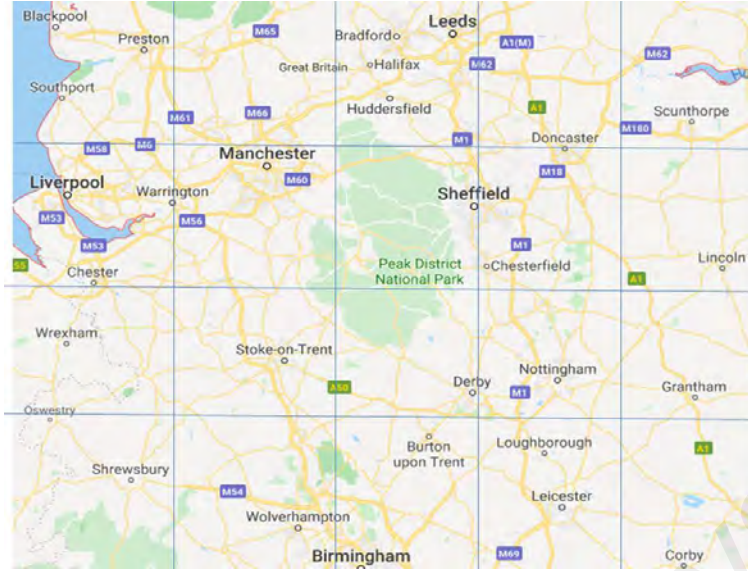 Blackpool
Preston
M65
Bradford
Leeds
A1(M)
M62
Great Britain
Halifax
M62
Southport
M61
M66
Huddersfield
A1
Scunthorpe
M58
M6
M1
Doncaster
M180
Manchester
M60
M18
Liverpool
Warrington
Sheffield
M53
M56
M53
M1
55
Chester
Peak District
National Park
Chesterfield
Lincoln
A1
Wrexham
Stoke-on-Trent
A50
Derby
Nottingham
M1
Grantham
Oswestry
Burton
upon Trent
Loughborough
A1
Shrewsbury
M54
Leicester
Wolverhampton
Birmingham
M69
Corby